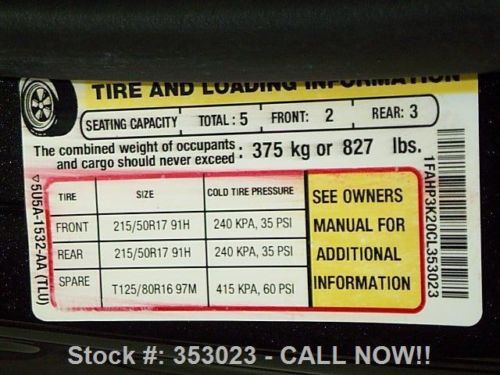 TIRE AND LOADING INFORMATION
SEATING CAPACITY TOTAL: 5 FRONT: 2 REAR: 3
The combined weight of occupants
and cargo should never exceed : 375 kg or 827 lbs.
TIRE SIZE COLD TIRE PRESSURE
FRONT 215/50R17 91H 240 KPA, 35 PSI
REAR 215/50R17 91H 240 KPA, 35 PSI
SPARE T125/80R16 97M 415 KPA, 60 PSI
SEE OWNERS
MANUAL FOR
ADDITIONAL
INFORMATION
5U5A-1532-AA (TLU)
1FAHP3K20CL353023
Stock #: 353023 - CALL NOW!!